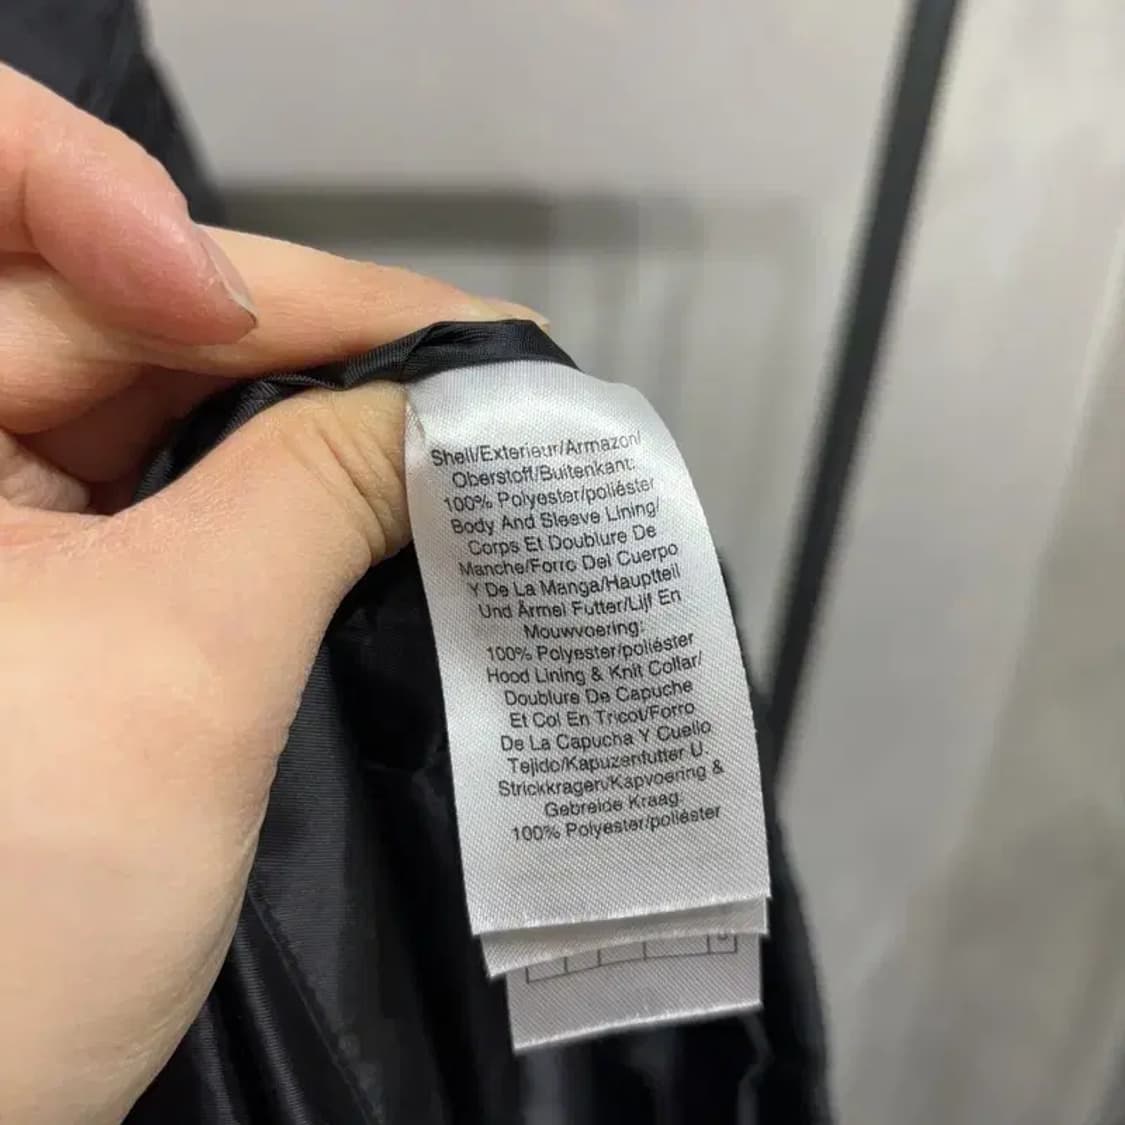 Shell/Exterieur/Armazon/
Oberstoff/Buitenkant:
100% Polyester/poliéster
Body And Sleeve Lining/
Corps Et Doublure De
Manche/Forro Del Cuerpo
Y De La Manga/Hauptteil
Und Ärmel Futter/Lijf En
Mouwvoering:
100% Polyester/poliéster
Hood Lining & Knit Collar/
Doublure De Capuche
Et Col En Tricot/Forro
De La Capucha Y Cuello
Tejido/Kapuzenfutter U.
Strickkragen/Kapvoering &
Gebreide Kraag:
100% Polyester/poliéster